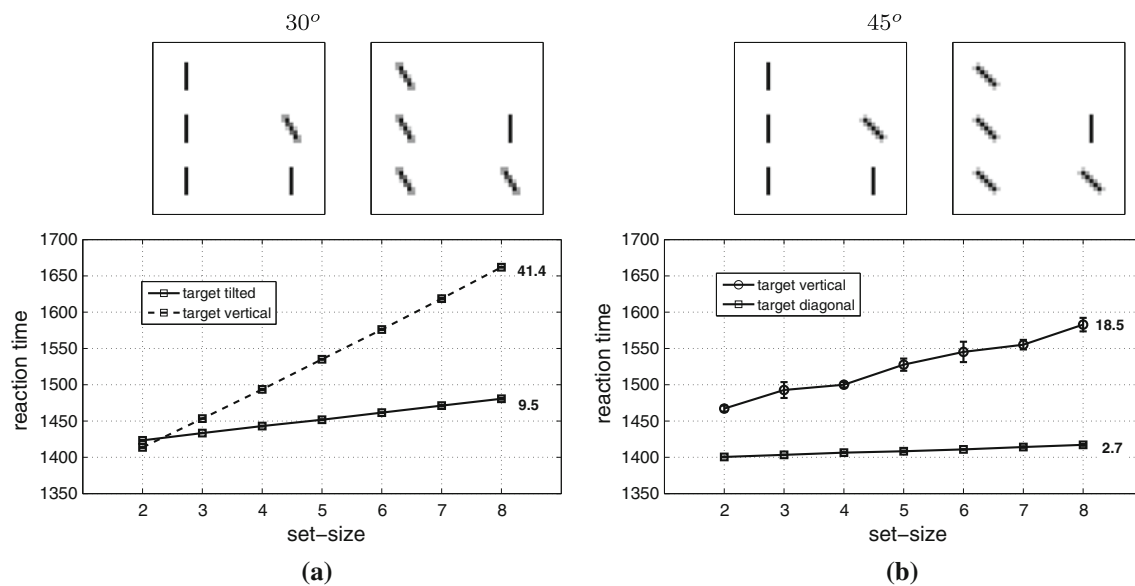 30°
45°
1700
1650
1600
1550
1500
1450
1400
1350
reaction time
target tilted
target vertical
41.4
9.5
2 3 4 5 6 7 8
set-size
(a)
1700
1650
1600
1550
1500
1450
1400
1350
reaction time
target vertical
target diagonal
18.5
2.7
2 3 4 5 6 7 8
set-size
(b)